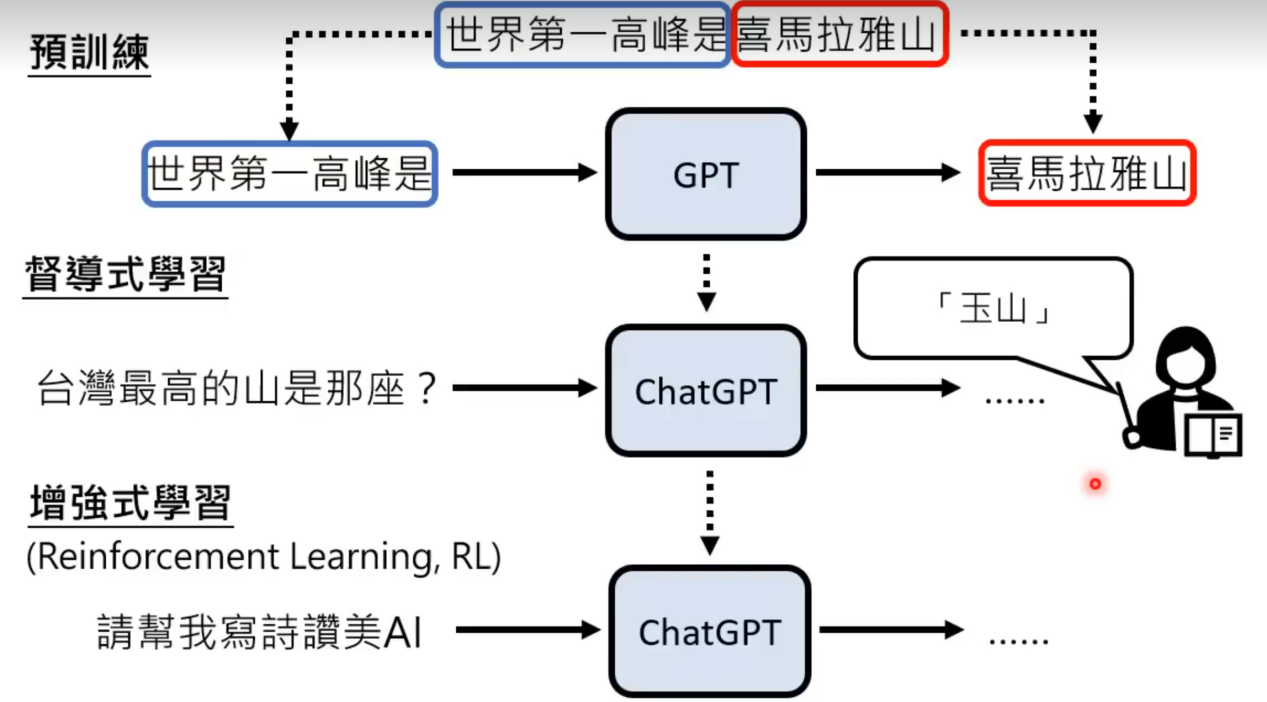 預訓練
世界第一高峰是喜馬拉雅山
世界第一高峰是
GPT
喜馬拉雅山
督導式學習
「玉山」
台灣最高的山是那座？
ChatGPT
......
增強式學習
(Reinforcement Learning, RL)
請幫我寫詩讚美AI
ChatGPT
......